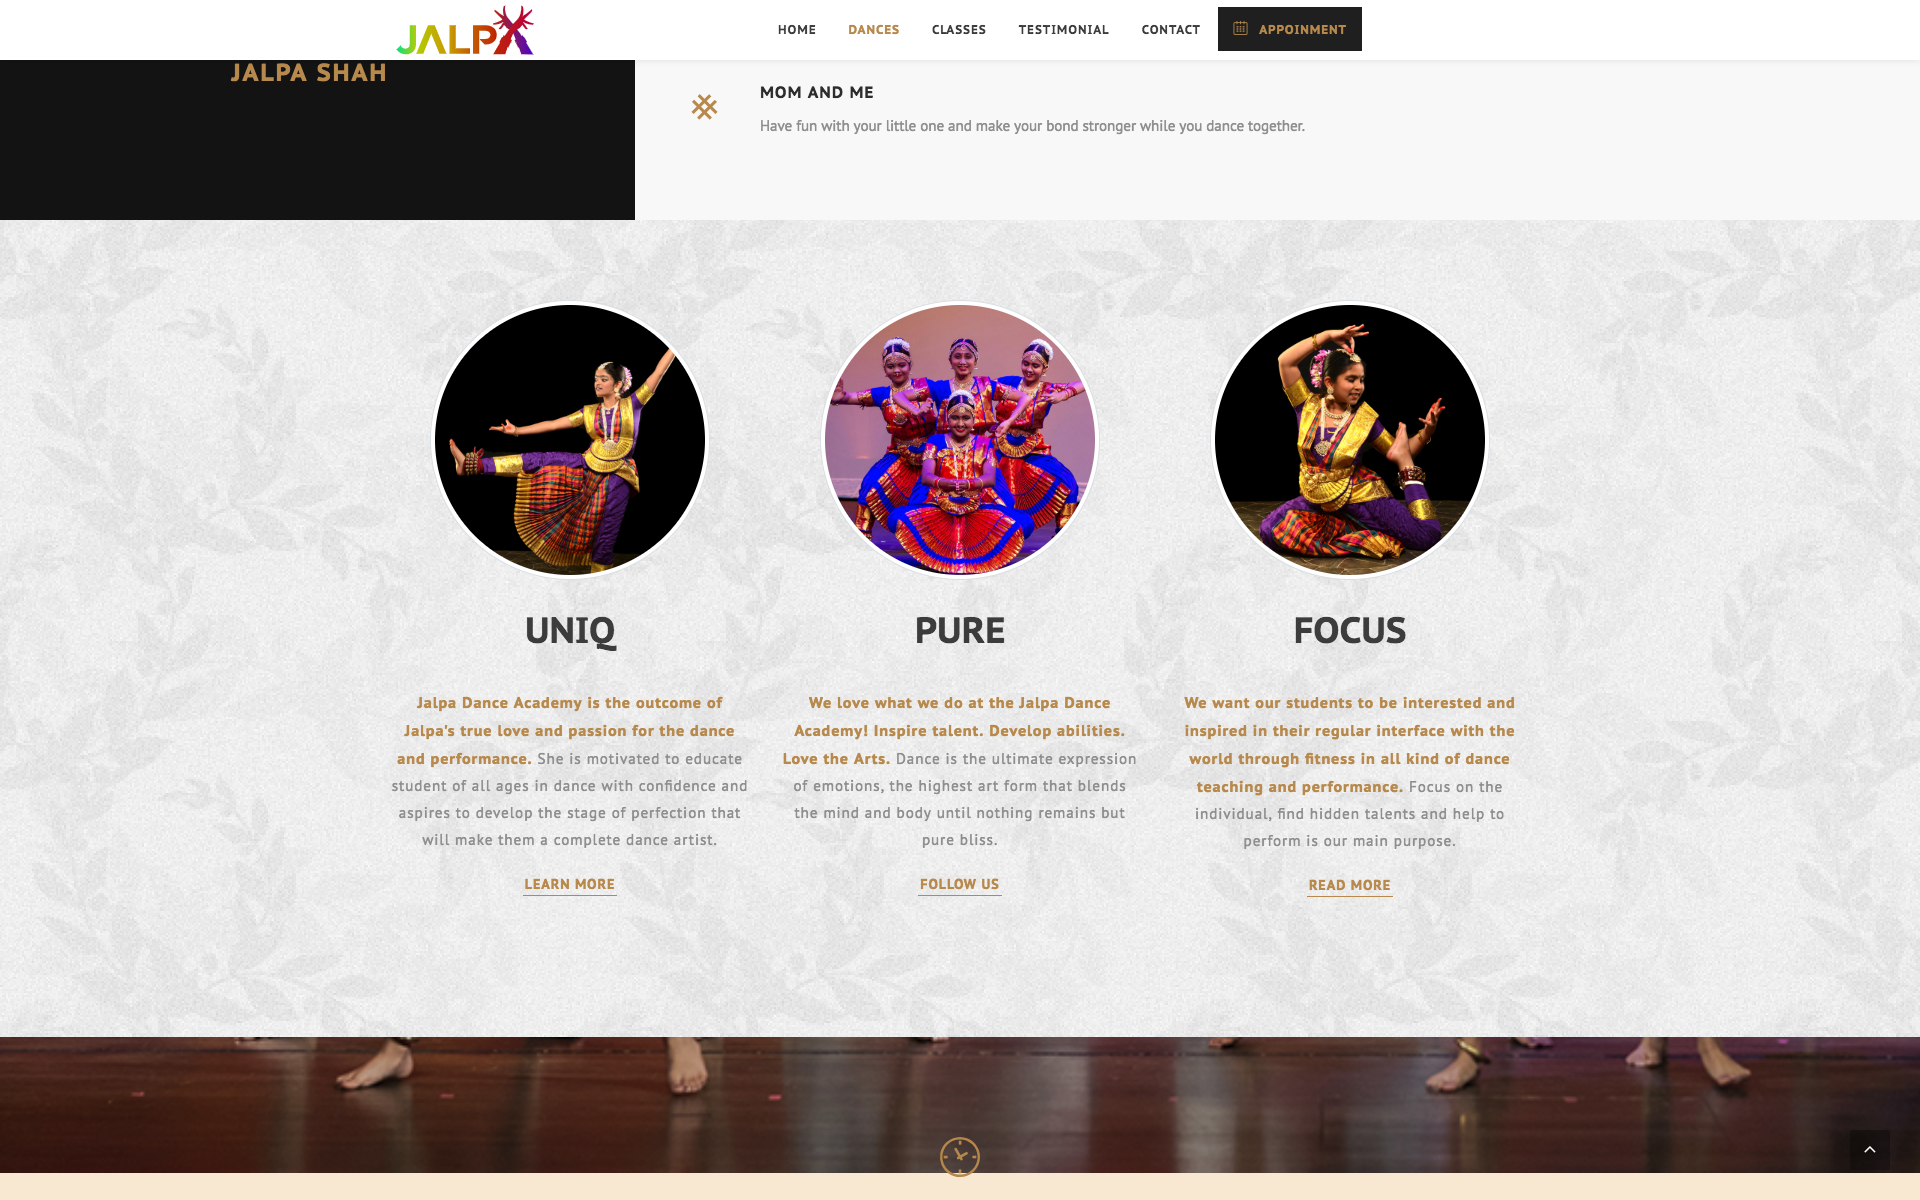 JALPA
HOME
DANCES
CLASSES
TESTIMONIAL
CONTACT
APPOINMENT
JALPA SHAH
MOM AND ME
Have fun with your little one and make your bond stronger while you dance together.
UNIQ
Jalpa Dance Academy is the outcome of
Jalpa's true love and passion for the dance
and performance. She is motivated to educate
student of all ages in dance with confidence and
aspires to develop the stage of perfection that
will make them a complete dance artist.
LEARN MORE
PURE
We love what we do at the Jalpa Dance
Academy! Inspire talent. Develop abilities.
Love the Arts. Dance is the ultimate expression
of emotions, the highest art form that blends
the mind and body until nothing remains but
pure bliss.
FOLLOW US
FOCUS
We want our students to be interested and
inspired in their regular interface with the
world through fitness in all kind of dance
teaching and performance. Focus on the
individual, find hidden talents and help to
perform is our main purpose.
READ MORE